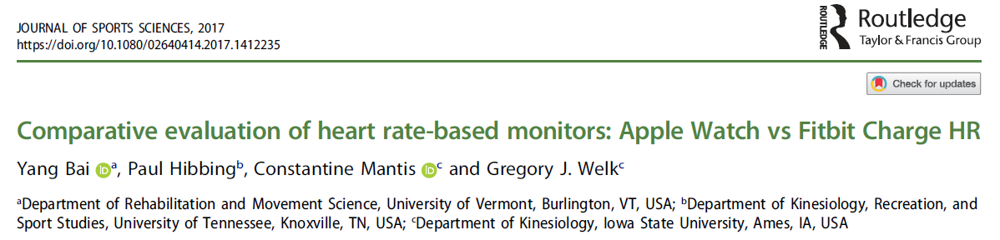 JOURNAL OF SPORTS SCIENCES, 2017
https://doi.org/10.1080/02640414.2017.1412235
ROUTLEDGE
Routledge
Taylor & Francis Group
Check for updates
Comparative evaluation of heart rate-based monitors: Apple Watch vs Fitbit Charge HR
Yang Bai iD a, Paul Hibbing b, Constantine Mantis iD c and Gregory J. Welk c
aDepartment of Rehabilitation and Movement Science, University of Vermont, Burlington, VT, USA; bDepartment of Kinesiology, Recreation, and
Sport Studies, University of Tennessee, Knoxville, TN, USA; cDepartment of Kinesiology, Iowa State University, Ames, IA, USA